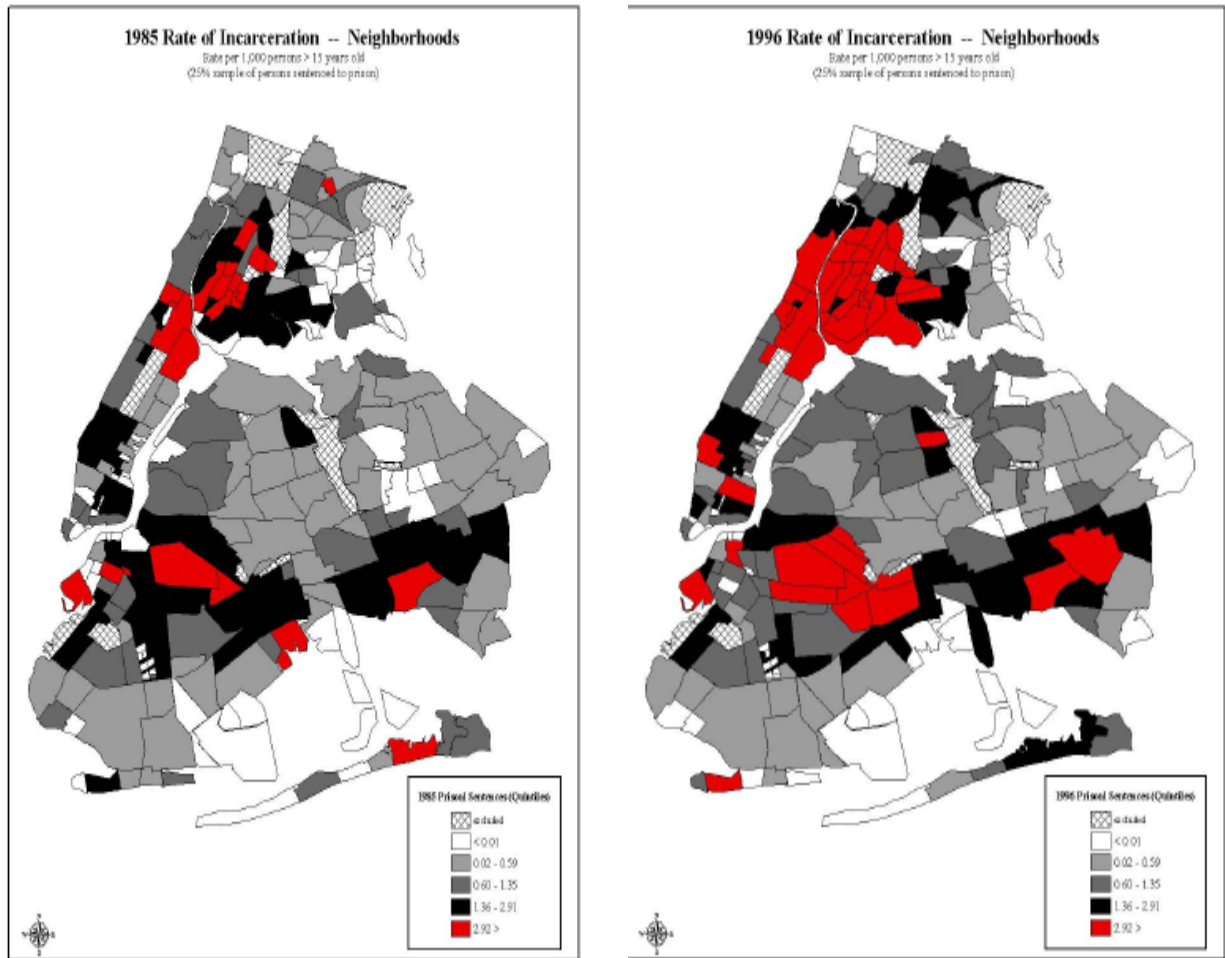 1985 Rate of Incarceration -- Neighborhoods
Rate per 1,000 persons > 15 years old
(25% sample of persons sentenced to prison)
1985 Prison Sentences (Quintiles)
excluded
< 0.01
0.02 - 0.59
0.60 - 1.35
1.36 - 2.91
2.92 >
N
W
E
S
1996 Rate of Incarceration -- Neighborhoods
Rate per 1,000 persons > 15 years old
(25% sample of persons sentenced to prison)
1996 Prison Sentences (Quintiles)
excluded
< 0.01
0.02 - 0.59
0.60 - 1.35
1.36 - 2.91
2.92 >
N
W
E
S